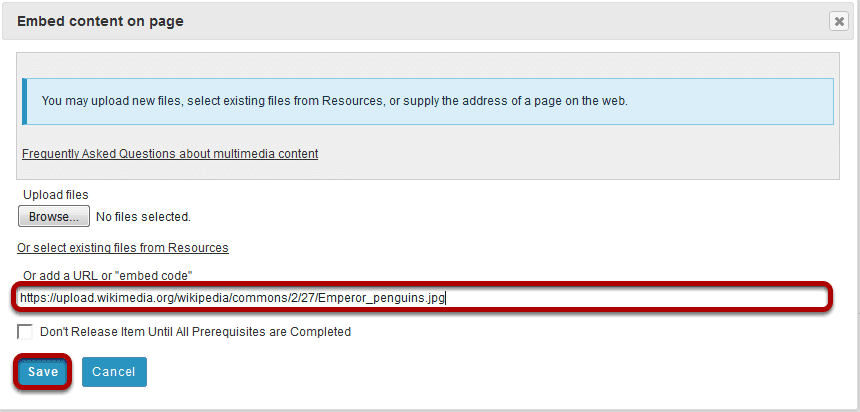 Embed content on page
You may upload new files, select existing files from Resources, or supply the address of a page on the web.
Frequently Asked Questions about multimedia content
Upload files
Browse... No files selected.
Or select existing files from Resources
Or add a URL or "embed code"
https://upload.wikimedia.org/wikipedia/commons/2/27/Emperor_penguins.jpg
Don't Release Item Until All Prerequisites are Completed
Save Cancel